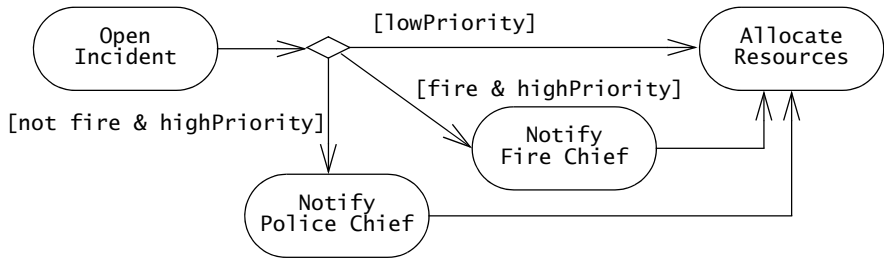 Open
Incident
[lowPriority]
Allocate
Resources
[fire & highPriority]
[not fire & highPriority]
Notify
Fire Chief
Notify
Police Chief